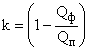 k = (1 − Qф/Qп)